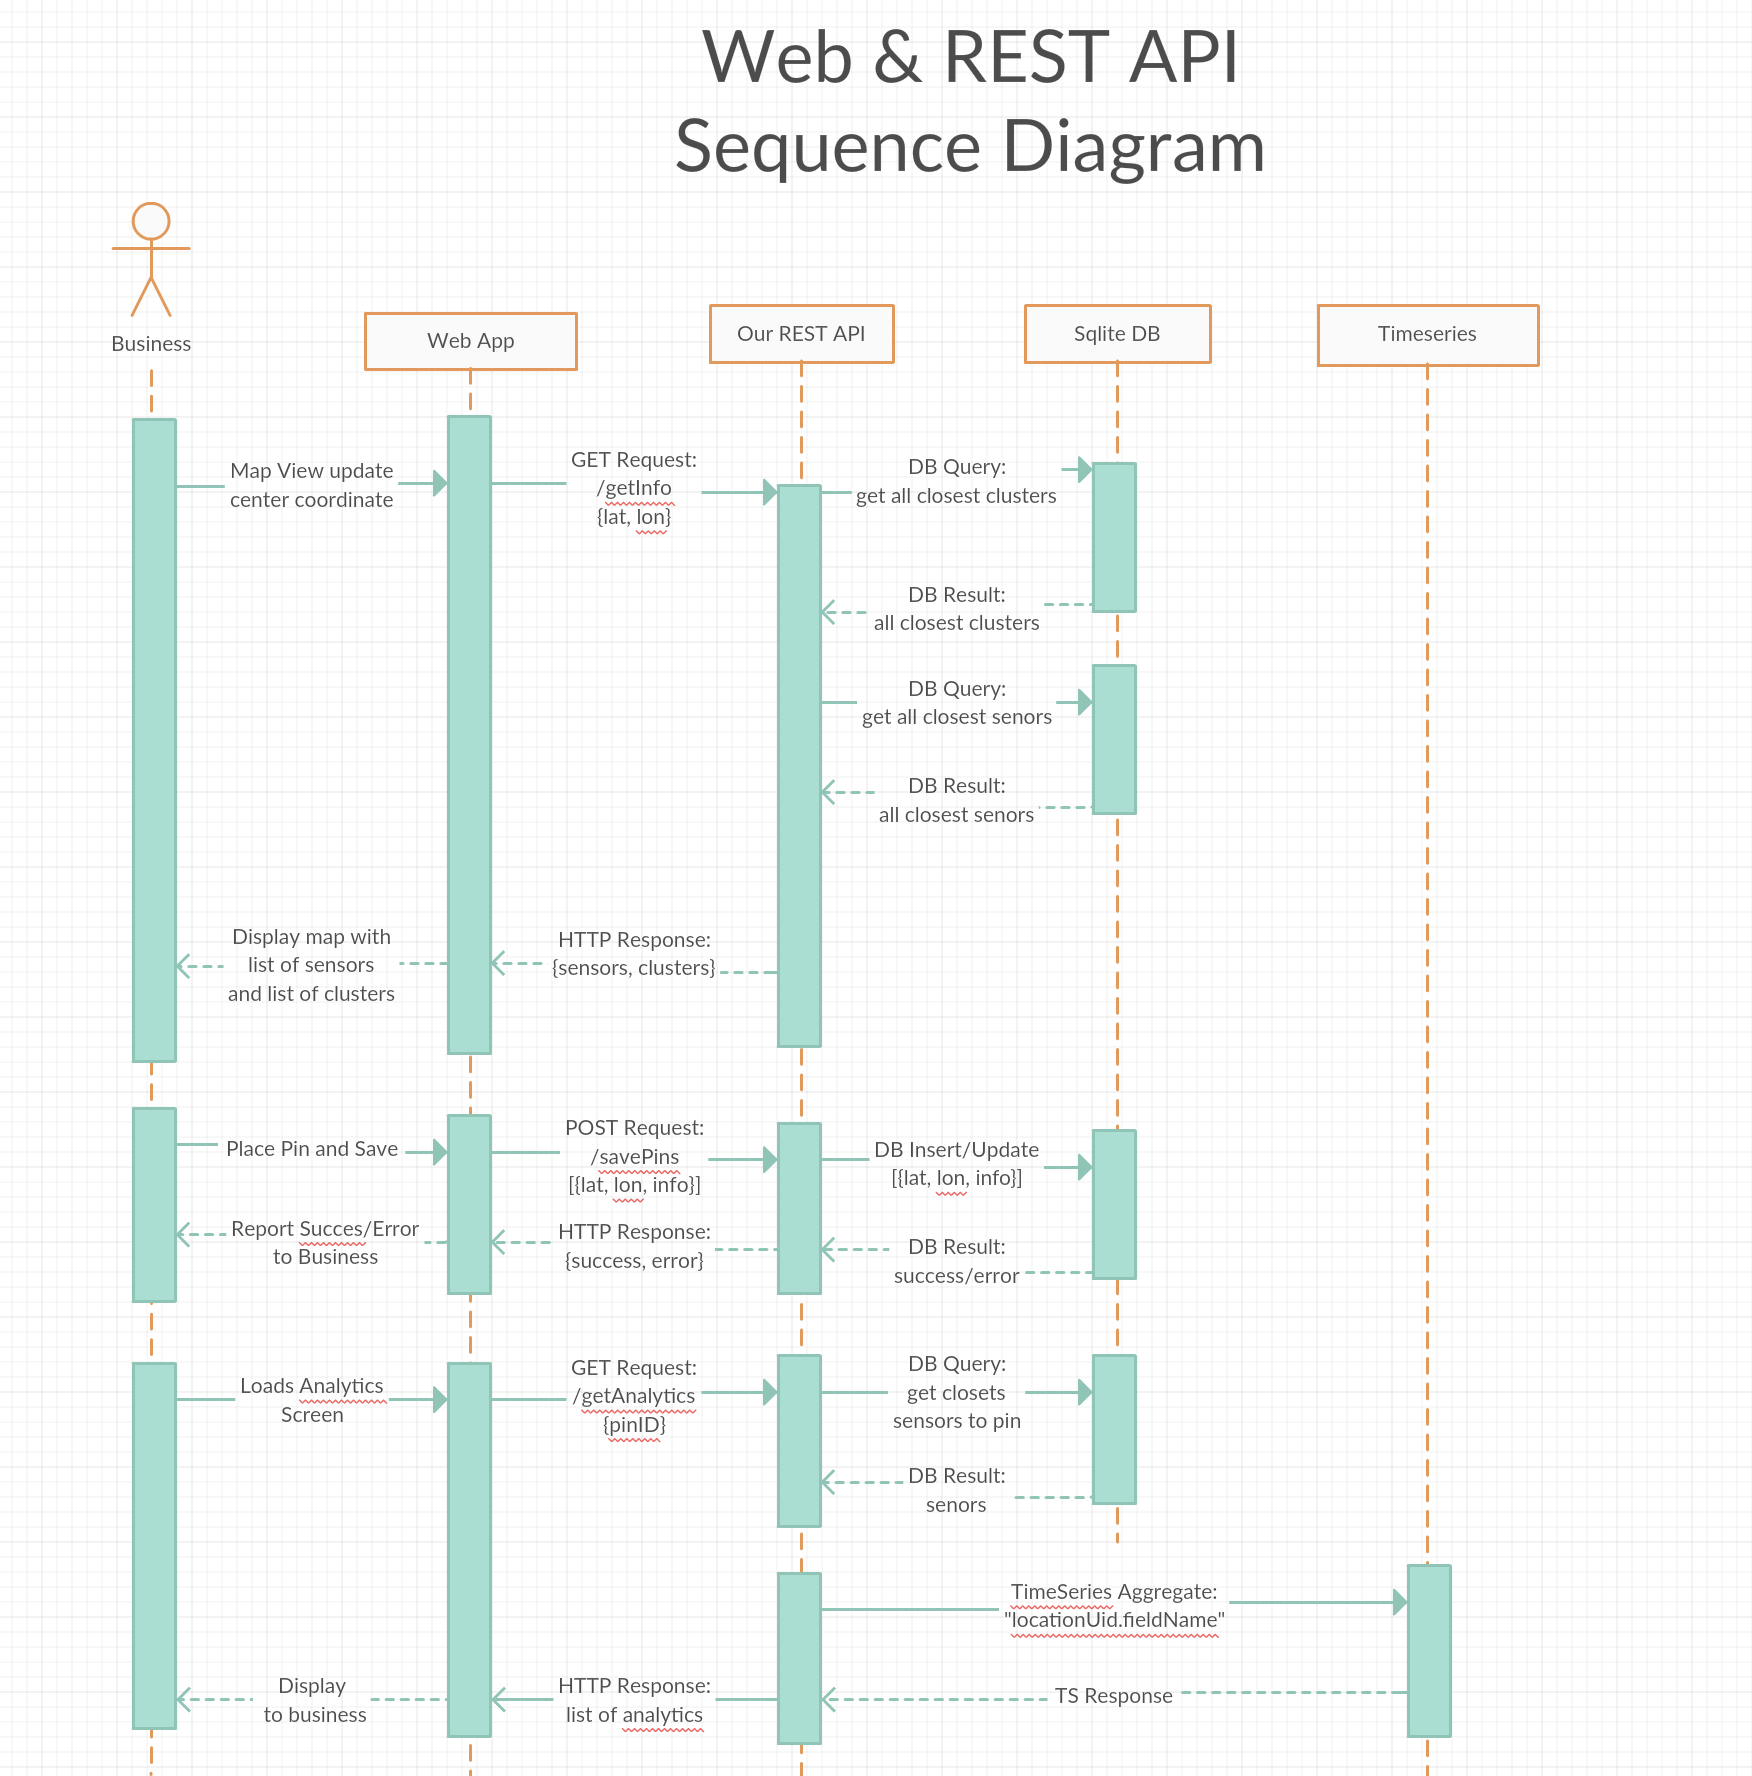 Web & REST API
Sequence Diagram
Business
Web App
Our REST API
Sqlite DB
Timeseries
Map View update
center coordinate
GET Request:
/getInfo
{lat, lon}
DB Query:
get all closest clusters
DB Result:
all closest clusters
DB Query:
get all closest senors
DB Result:
all closest senors
Display map with
list of sensors
and list of clusters
HTTP Response:
{sensors, clusters}
Place Pin and Save
POST Request:
/savePins
[{lat, lon, info}]
DB Insert/Update
[{lat, lon, info}]
Report Succes/Error
to Business
HTTP Response:
{success, error}
DB Result:
success/error
Loads Analytics
Screen
GET Request:
/getAnalytics
{pinID}
DB Query:
get closets
sensors to pin
DB Result:
senors
TimeSeries Aggregate:
"locationUid.fieldName"
Display
to business
HTTP Response:
list of analytics
TS Response